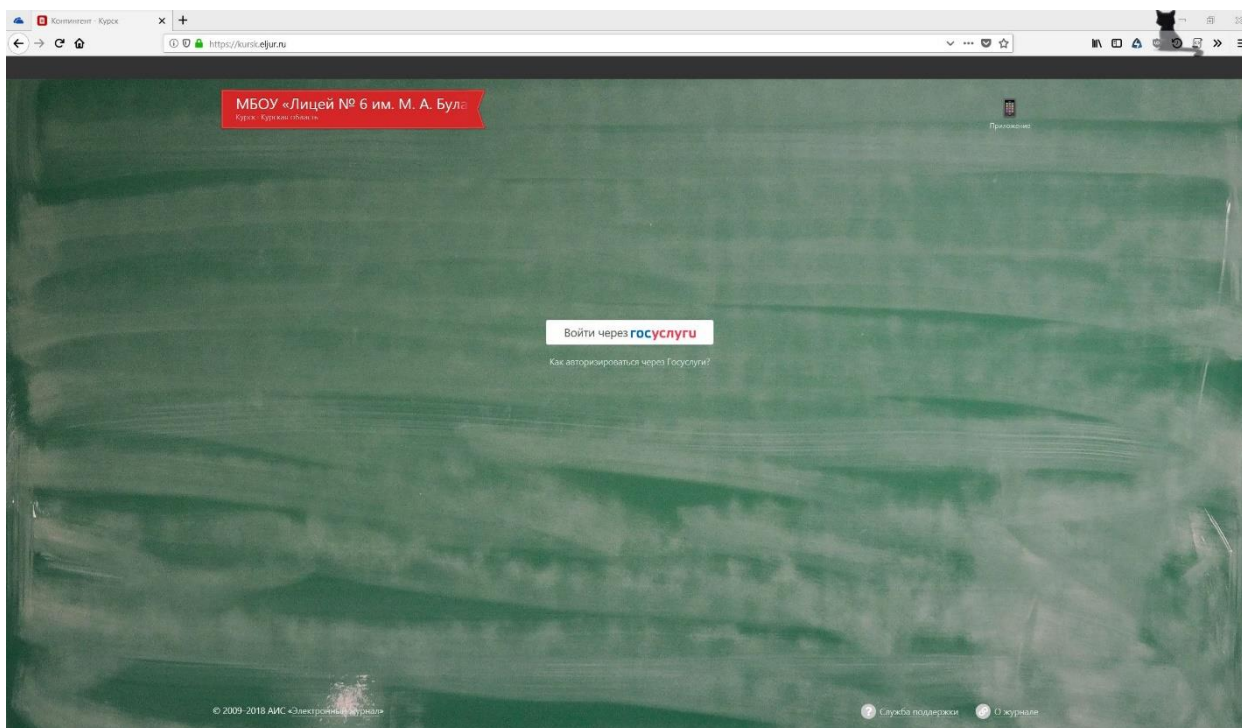 Контингент - Курск
https://kursk.eljur.ru
МБОУ «Лицей № 6 им. М. А. Була
Курск · Курская область
Приложение
Войти через госуслуги
Как авторизироваться через Госуслуги?
© 2009-2018 АИС «Электронный журнал»
Служба поддержки
О журнале